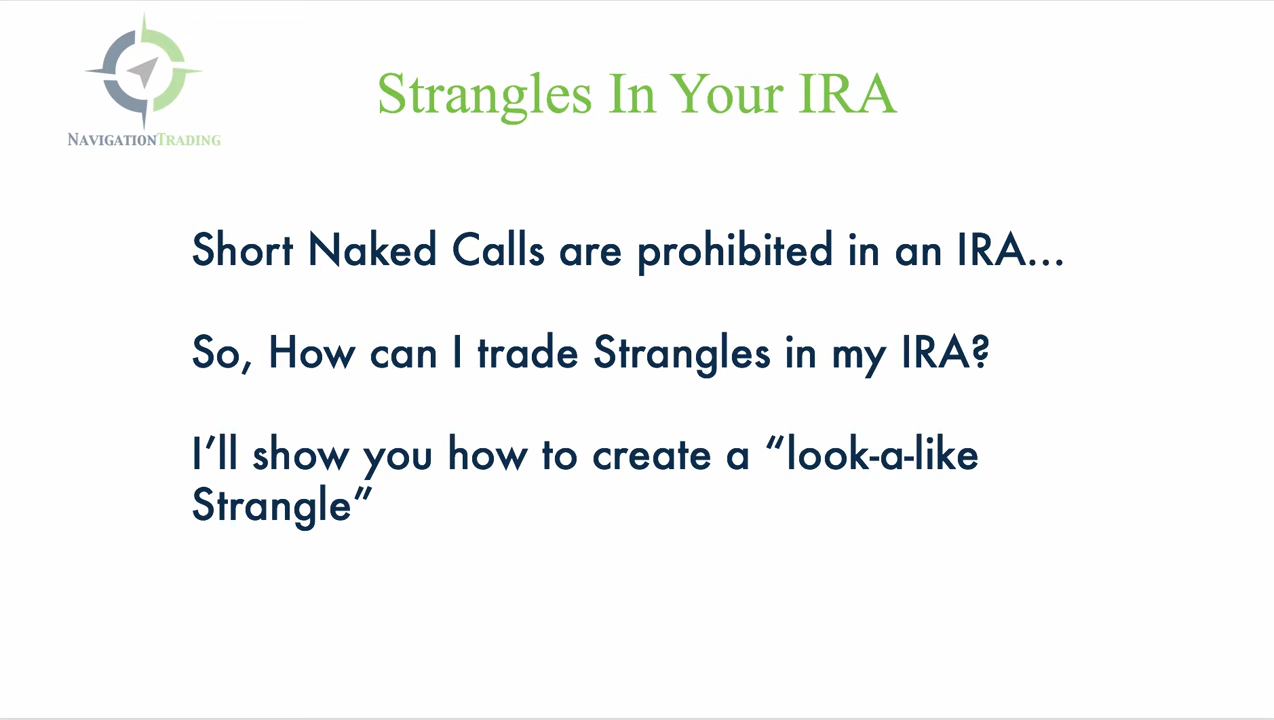 NAVIGATIONTRADING
Strangles In Your IRA
Short Naked Calls are prohibited in an IRA...
So, How can I trade Strangles in my IRA?
I’ll show you how to create a “look-a-like
Strangle”